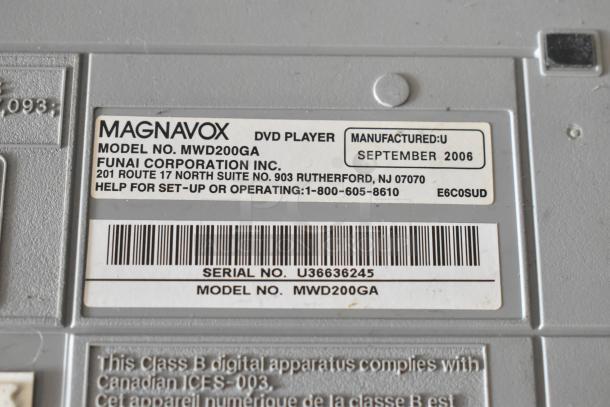 ,093;
MAGNAVOX DVD PLAYER
MANUFACTURED:U
SEPTEMBER 2006
MODEL NO. MWD200GA
FUNAI CORPORATION INC.
201 ROUTE 17 NORTH SUITE NO. 903 RUTHERFORD, NJ 07070
HELP FOR SET-UP OR OPERATING:1-800-605-8610 E6C0SUD
SERIAL NO. U36636245
MODEL NO. MWD200GA
This Class B digital apparatus complies with
Canadian ICES-003.
Cet appareil numérique de la classe B est